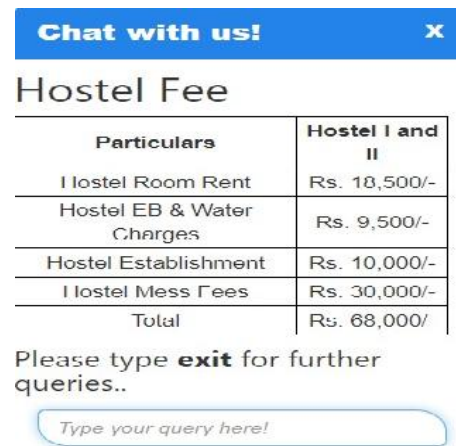 Chat with us! x
Hostel Fee
Particulars Hostel I and
II
Hostel Room Rent Rs. 18,500/-
Hostel EB & Water
Charges Rs. 9,500/-
Hostel Establishment Rs. 10,000/-
Hostel Mess Fees Rs. 30,000/-
Total Rs. 68,000/
Please type exit for further
queries..
Type your query here!